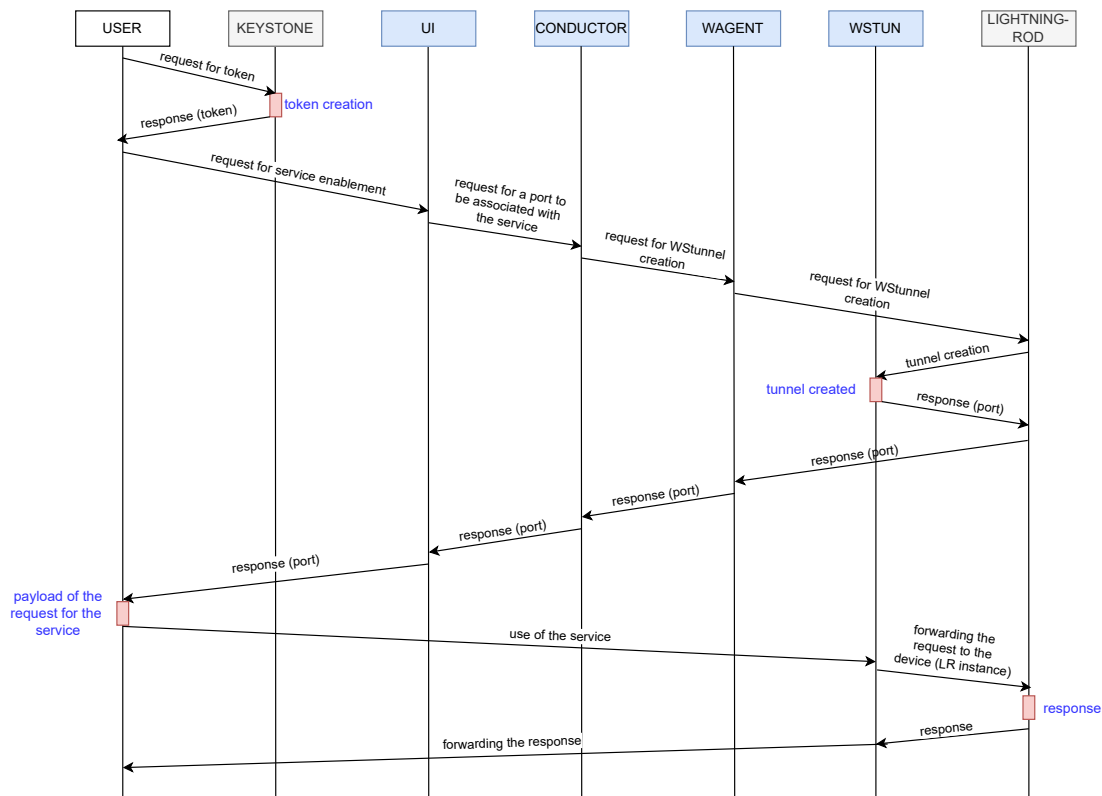 USER
KEYSTONE
UI
CONDUCTOR
WAGENT
WSTUN
LIGHTNING-
ROD
request for token
token creation
response (token)
request for service enablement
request for a port to
be associated with
the service
request for WStunnel
creation
request for WStunnel
creation
tunnel creation
tunnel created
response (port)
response (port)
response (port)
response (port)
response (port)
payload of the
request for the
service
use of the service
forwarding the
request to the
device (LR instance)
response
response
forwarding the response